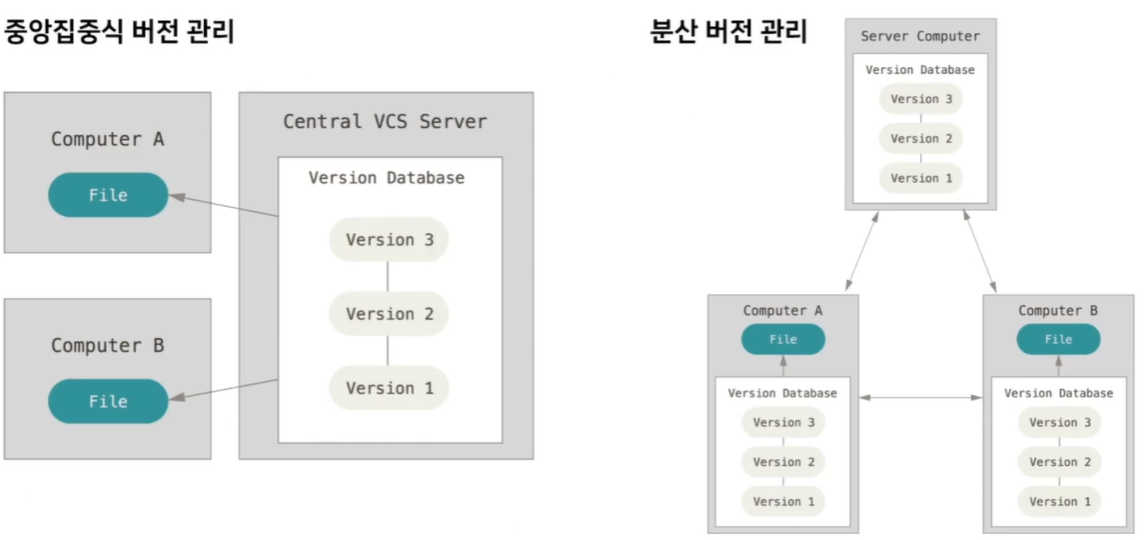 중앙집중식 버전 관리
Computer A
File
Computer B
File
Central VCS Server
Version Database
Version 3
Version 2
Version 1
분산 버전 관리
Server Computer
Version Database
Version 3
Version 2
Version 1
Computer A
File
Version Database
Version 3
Version 2
Version 1
Computer B
File
Version Database
Version 3
Version 2
Version 1